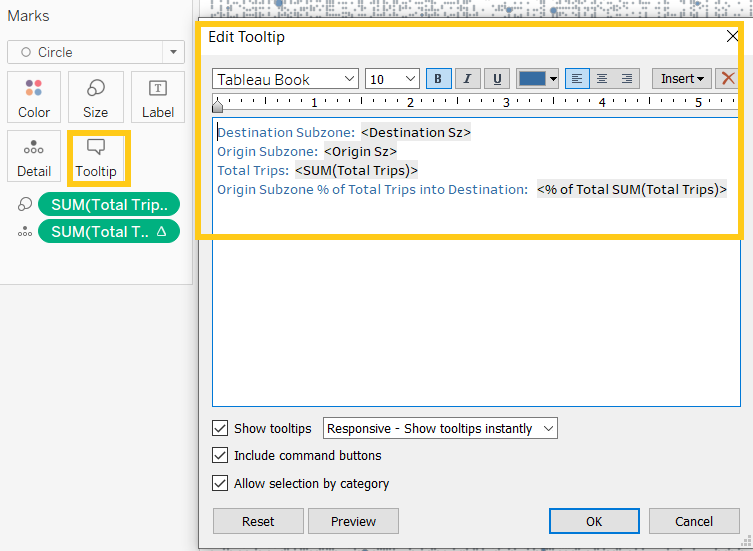 Marks
Circle
Color
Size
Label
Detail
Tooltip
SUM(Total Trip..
SUM(Total T.. Δ
Edit Tooltip
Tableau Book
10
B
I
U
Insert
1 2 3 4 5
Destination Subzone: <Destination Sz>
Origin Subzone: <Origin Sz>
Total Trips: <SUM(Total Trips)>
Origin Subzone % of Total Trips into Destination: <% of Total SUM(Total Trips)>
Show tooltips
Responsive - Show tooltips instantly
Include command buttons
Allow selection by category
Reset
Preview
OK
Cancel